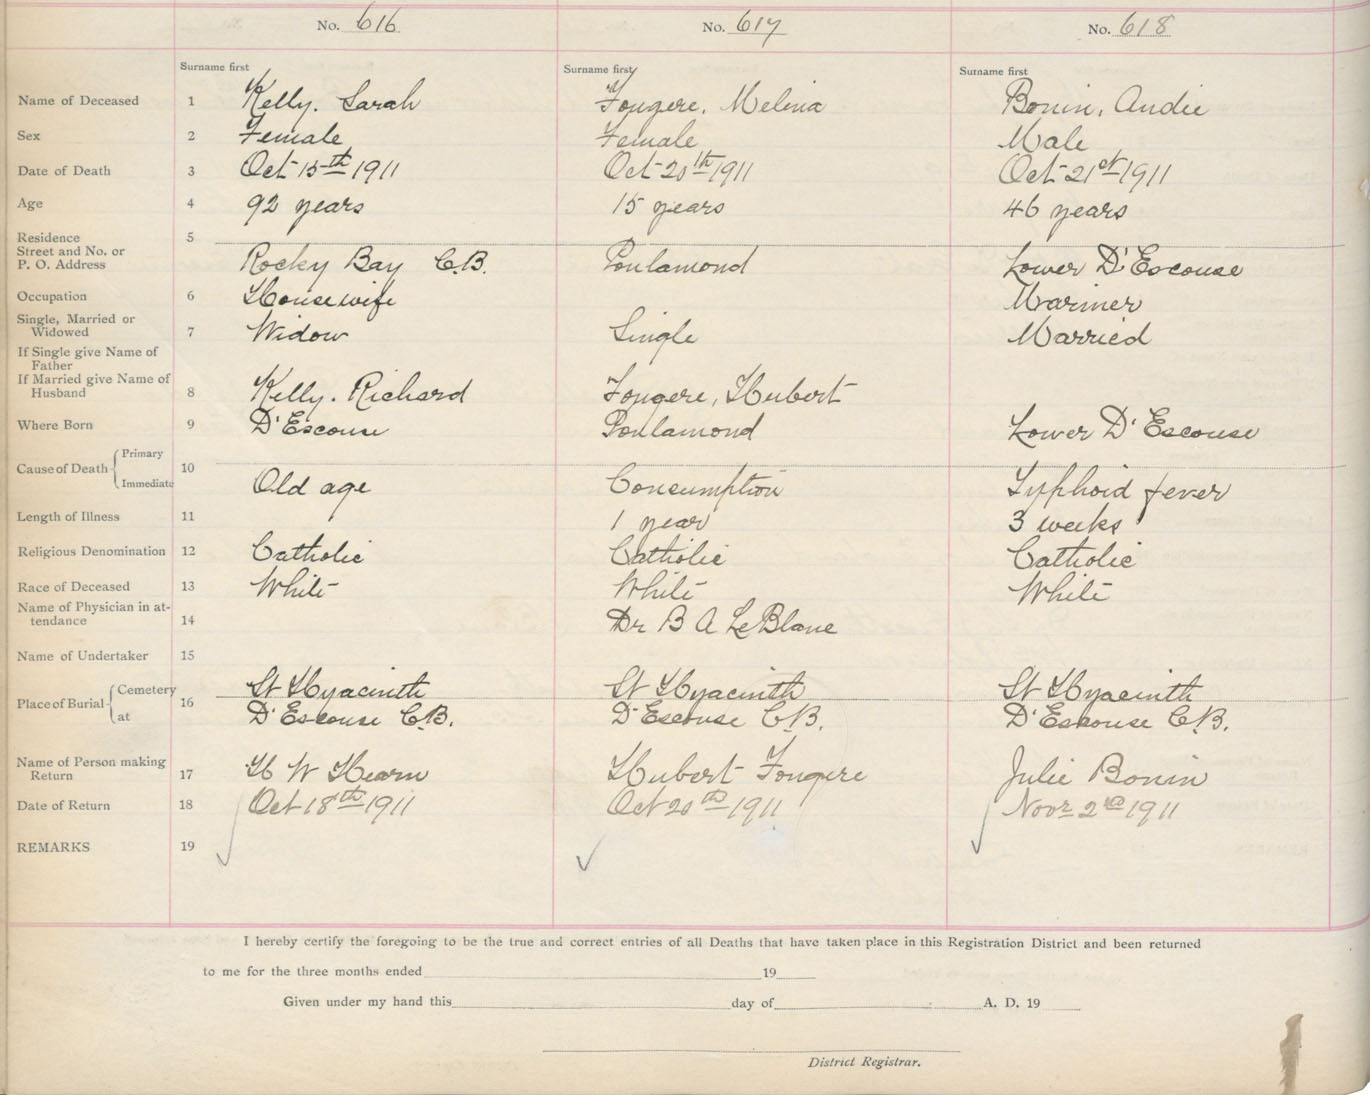 No. 616 No. 617 No. 618
Surname first Surname first Surname first
Name of Deceased 1 Kelly. Sarah Fougere, Melina Bonin, Andie
Sex 2 Female Female Male
Date of Death 3 Oct 15th 1911 Oct 20th 1911 Oct 21st 1911
Age 4 92 years 15 years 46 years
Residence 5
Street and No. or
P. O. Address Rocky Bay C.B. Poulamond Lower D'Escouse
Occupation 6 Housewife Mariner
Single, Married or
Widowed 7 Widow Single Married
If Single give Name of
Father
If Married give Name of
Husband 8 Kelly. Richard Fougere, Hubert
Where Born 9 D'Escouse Poulamond Lower D'Escouse
Cause of Death Primary
10
Immediate Old age Consumption Typhoid fever
Length of Illness 11 1 year 3 weeks
Religious Denomination 12 Catholic Catholic Catholic
Race of Deceased 13 White White White
Name of Physician in at-
tendance 14 Dr B A LeBlanc
Name of Undertaker 15
Place of Burial Cemetery 16 St Hyacinth St Hyacinth St Hyacinth
at D'Escouse C.B. D'Escouse C.B. D'Escouse C.B.
Name of Person making
Return 17 H W Hearn Hubert Fougere Julie Bonin
Date of Return 18 Oct 18th 1911 Oct 20th 1911 Novr 2nd 1911
REMARKS 19
I hereby certify the foregoing to be the true and correct entries of all Deaths that have taken place in this Registration District and been returned
to me for the three months ended 19
Given under my hand this day of A. D. 19
District Registrar.